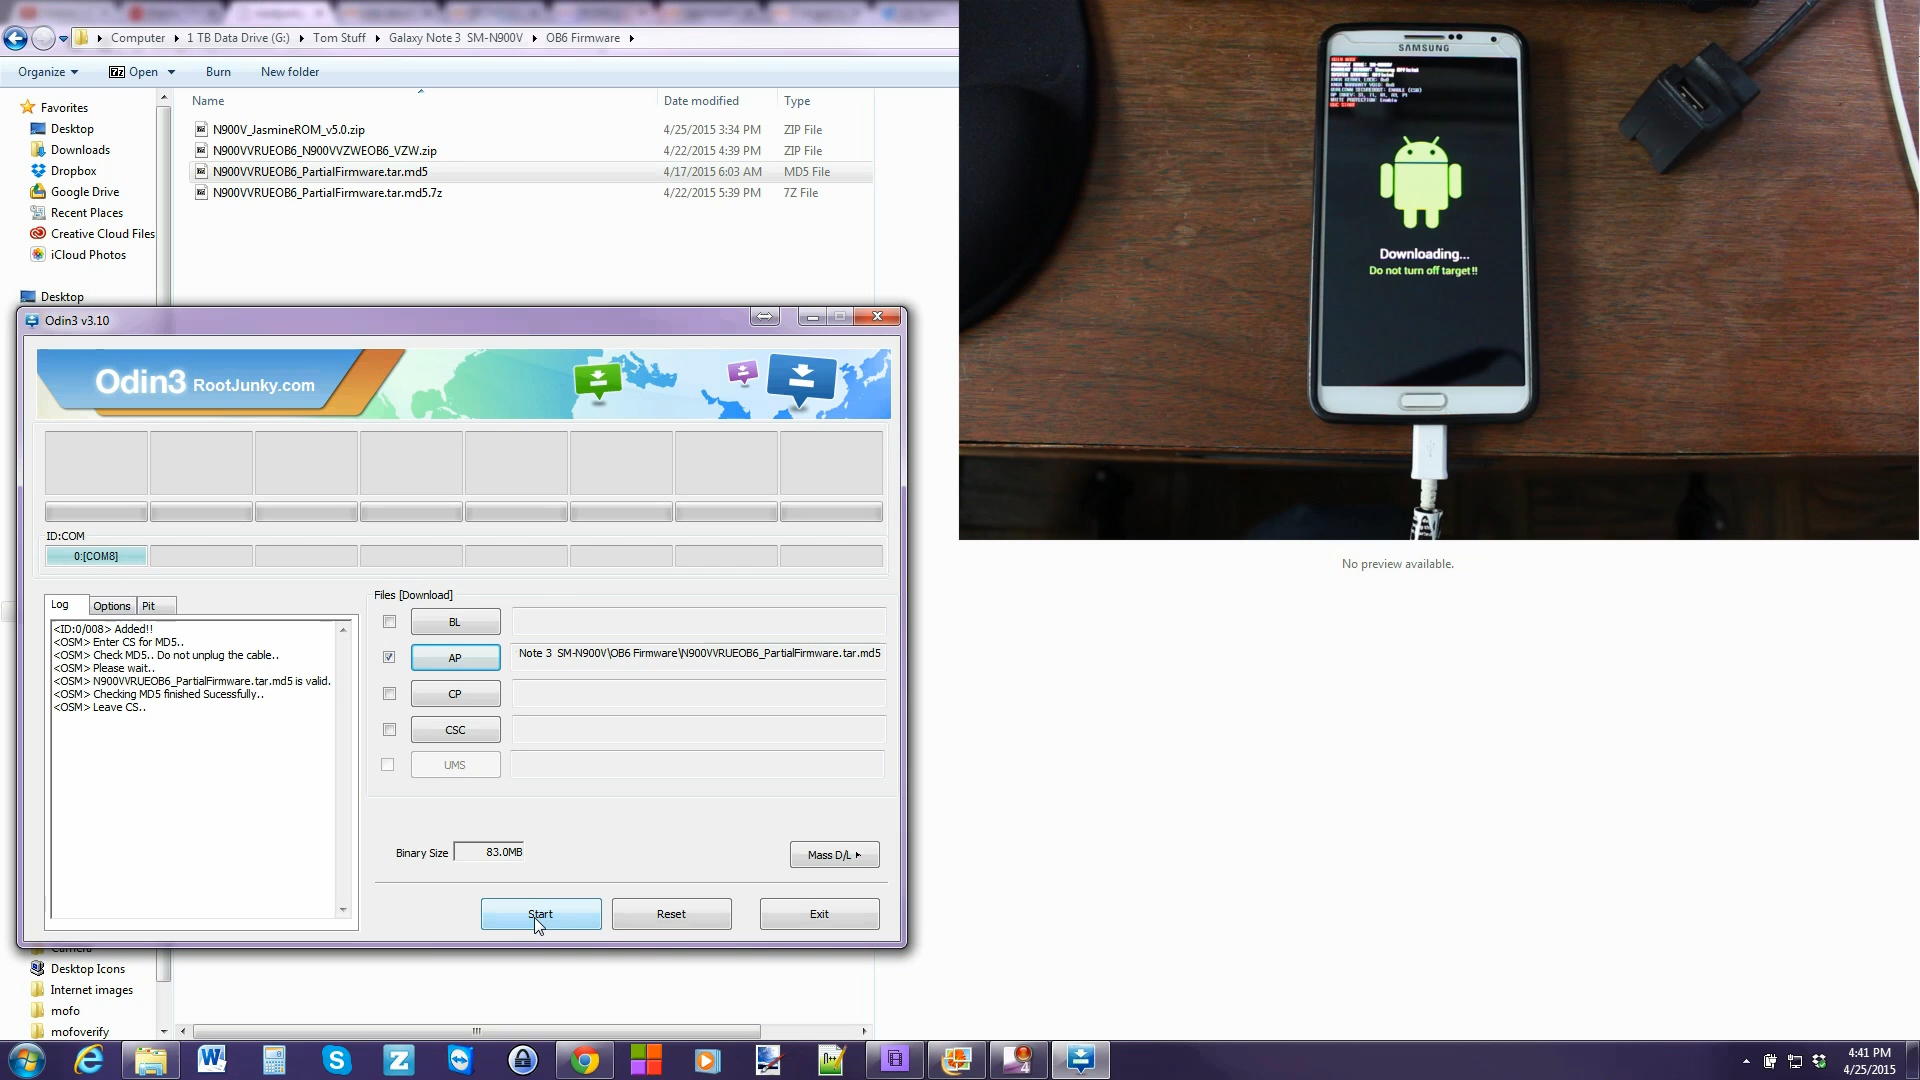 Computer ▸ 1 TB Data Drive (G:) ▸ Tom Stuff ▸ Galaxy Note 3 SM-N900V ▸ OB6 Firmware ▸
Organize Open Burn New folder
Name Date modified Type
Favorites
Desktop
Downloads
Dropbox
Google Drive
Recent Places
Creative Cloud Files
iCloud Photos
Desktop
N900V_JasmineROM_v5.0.zip 4/25/2015 3:34 PM ZIP File
N900VVRUEOB6_N900VVZWEOB6_VZW.zip 4/22/2015 4:39 PM ZIP File
N900VVRUEOB6_PartialFirmware.tar.md5 4/17/2015 6:03 AM MD5 File
N900VVRUEOB6_PartialFirmware.tar.md5.7z 4/22/2015 5:39 PM 7Z File
Odin3 v3.10
Odin3 RootJunky.com
ID:COM
0:[COM8]
Log Options Pit
<ID:0/008> Added!!
<OSM> Enter CS for MD5..
<OSM> Check MD5.. Do not unplug the cable..
<OSM> Please wait..
<OSM> N900VVRUEOB6_PartialFirmware.tar.md5 is valid.
<OSM> Checking MD5 finished Sucessfully..
<OSM> Leave CS..
Files [Download]
BL
AP Note 3 SM-N900V\OB6 Firmware\N900VVRUEOB6_PartialFirmware.tar.md5
CP
CSC
UMS
Binary Size 83.0MB
Mass D/L
Start Reset Exit
Desktop Icons
Internet images
mofo
mofoverify
SAMSUNG
Downloading...
Do not turn off target!!
No preview available.
4:41 PM
4/25/2015